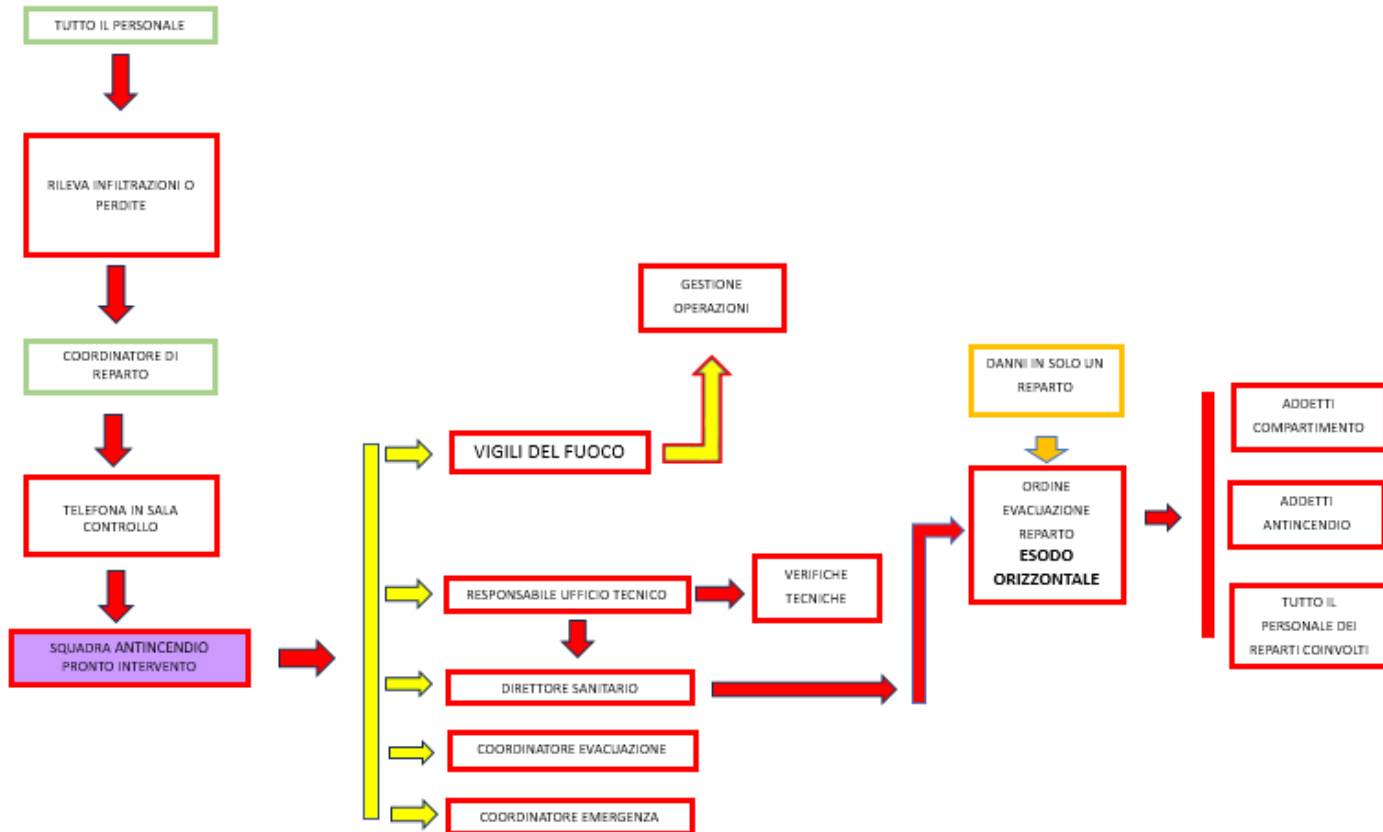 TUTTO IL PERSONALE
RILEVA INFILTRAZIONI O
PERDITE
COORDINATORE DI
REPARTO
TELEFONA IN SALA
CONTROLLO
SQUADRA ANTINCENDIO
PRONTO INTERVENTO
GESTIONE
OPERAZIONI
VIGILI DEL FUOCO
RESPONSABILE UFFICIO TECNICO
VERIFICHE
TECNICHE
DIRETTORE SANITARIO
COORDINATORE EVACUAZIONE
COORDINATORE EMERGENZA
DANNI IN SOLO UN
REPARTO
ORDINE
EVACUAZIONE
REPARTO
ESODO
ORIZZONTALE
ADDETTI
COMPARTIMENTO
ADDETTI
ANTINCENDIO
TUTTO IL
PERSONALE DEI
REPARTI COINVOLTI